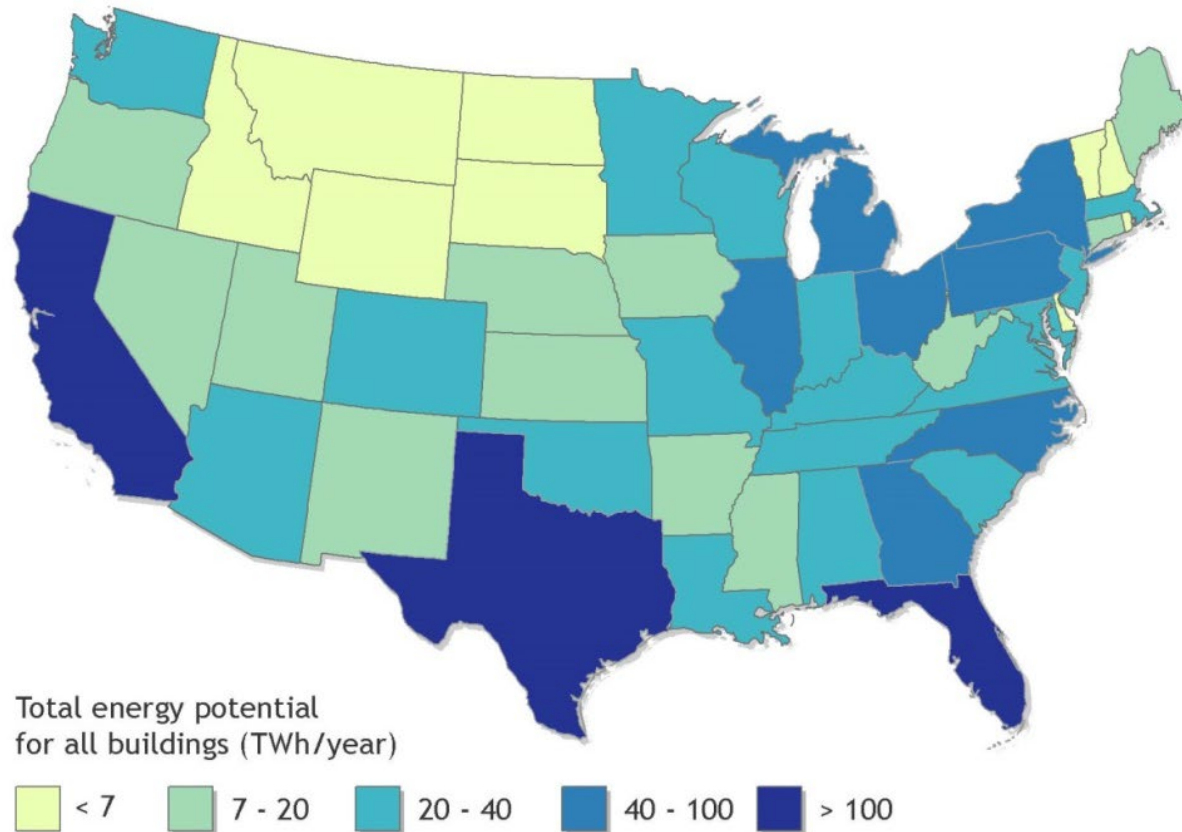 Total energy potential
for all buildings (TWh/year)
< 7 7 - 20 20 - 40 40 - 100 > 100